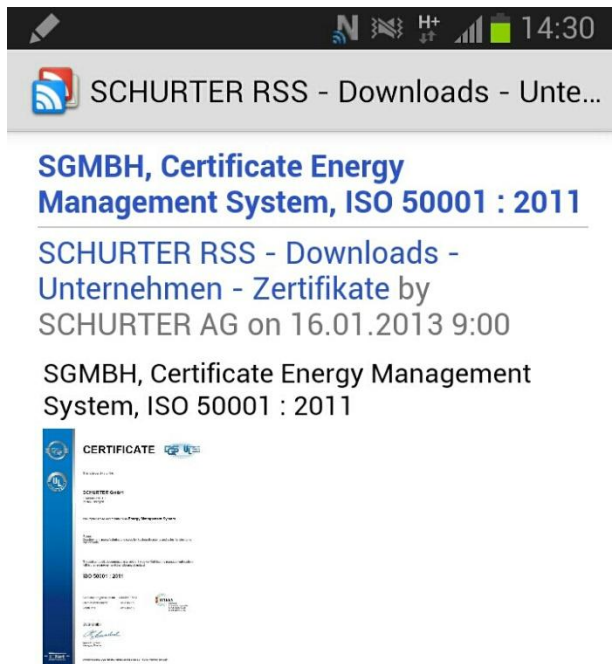 H+ 14:30
SCHURTER RSS - Downloads - Unte...
SGMBH, Certificate Energy
Management System, ISO 50001 : 2011
SCHURTER RSS - Downloads -
Unternehmen - Zertifikate by
SCHURTER AG on 16.01.2013 9:00
SGMBH, Certificate Energy Management
System, ISO 50001 : 2011
CERTIFICATE
SCHURTER GmbH
ISO 50001 : 2011